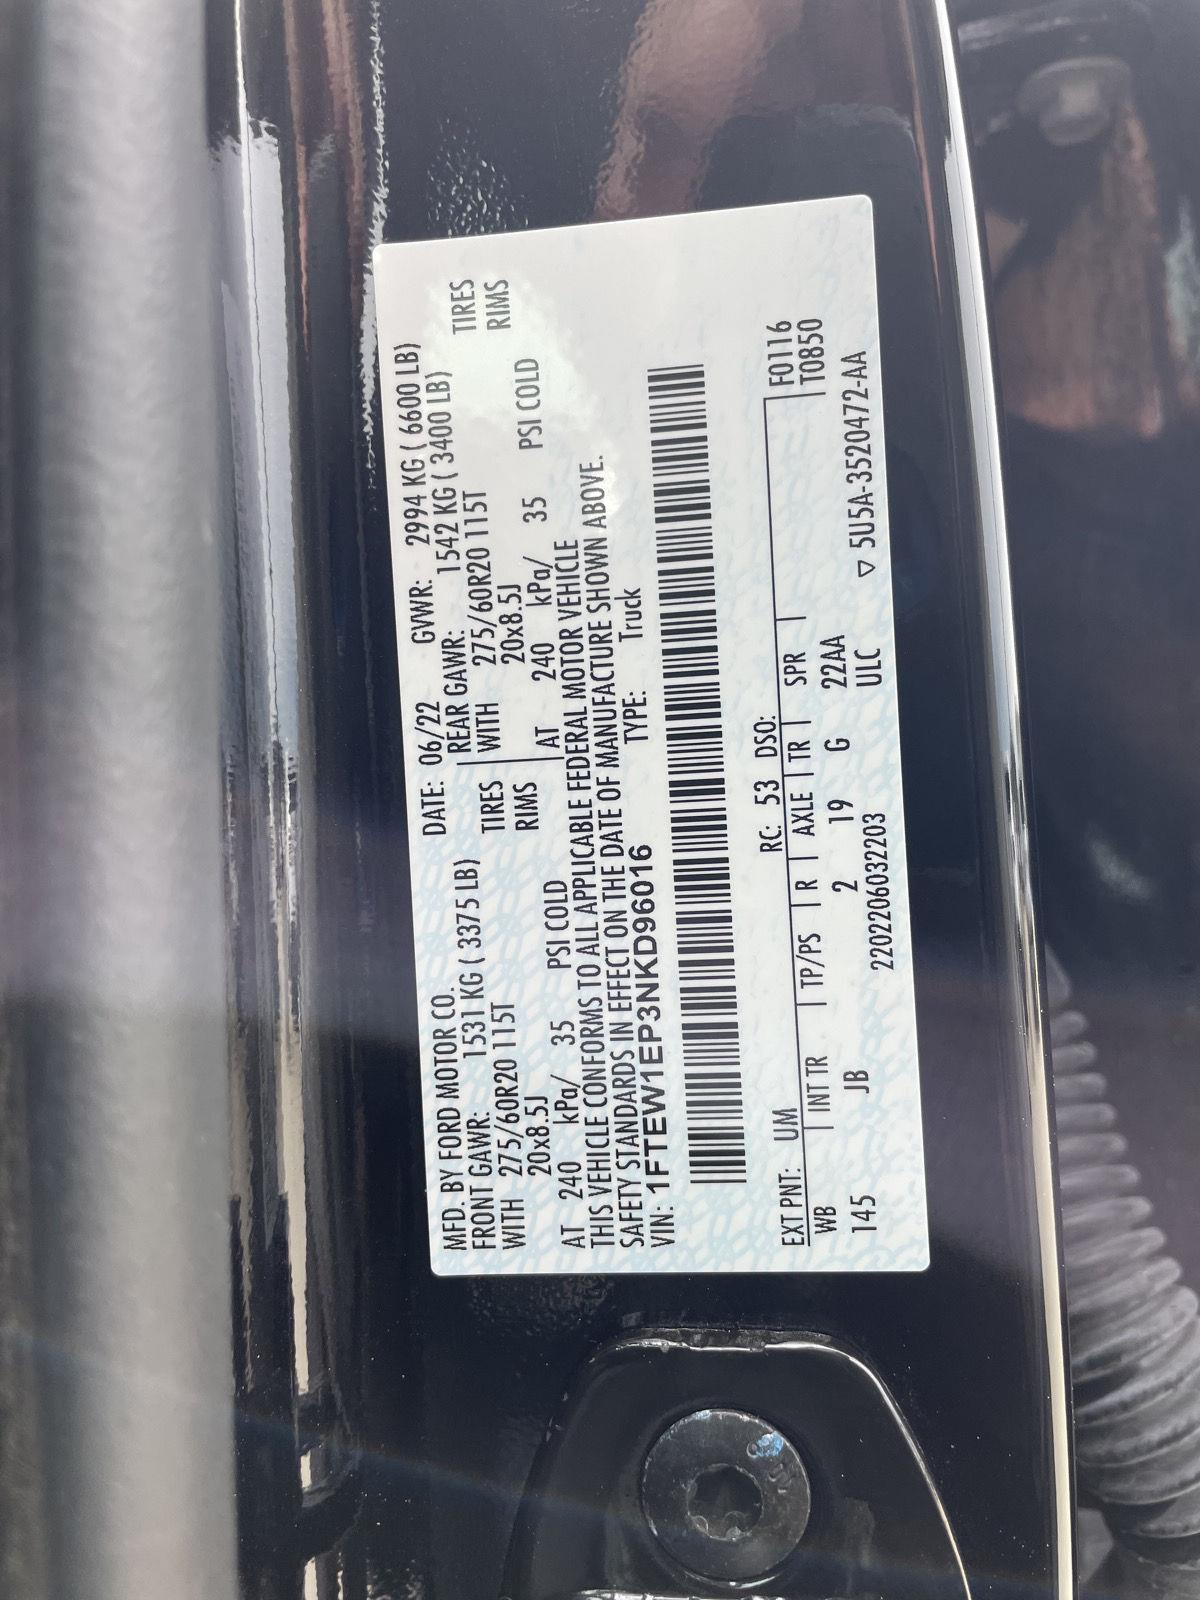 MFD. BY FORD MOTOR CO. DATE: 06/22 GVWR: 2994 KG ( 6600 LB)
FRONT GAWR: 1531 KG ( 3375 LB) REAR GAWR: 1542 KG ( 3400 LB)
WITH 275/60R20 115T TIRES WITH 275/60R20 115T TIRES
20x8.5J RIMS 20x8.5J RIMS
AT 240 kPa/ 35 PSI COLD AT 240 kPa/ 35 PSI COLD
THIS VEHICLE CONFORMS TO ALL APPLICABLE FEDERAL MOTOR VEHICLE
SAFETY STANDARDS IN EFFECT ON THE DATE OF MANUFACTURE SHOWN ABOVE.
VIN: 1FTEW1EP3NKD96016 TYPE: Truck
EXT PNT: UM RC: 53 DSO: F0116
WB INT TR TP/PS R AXLE TR SPR T0850
145 JB 2 19 G 22AA
2202206032203 ULC ▽ 5U5A-3520472-AA